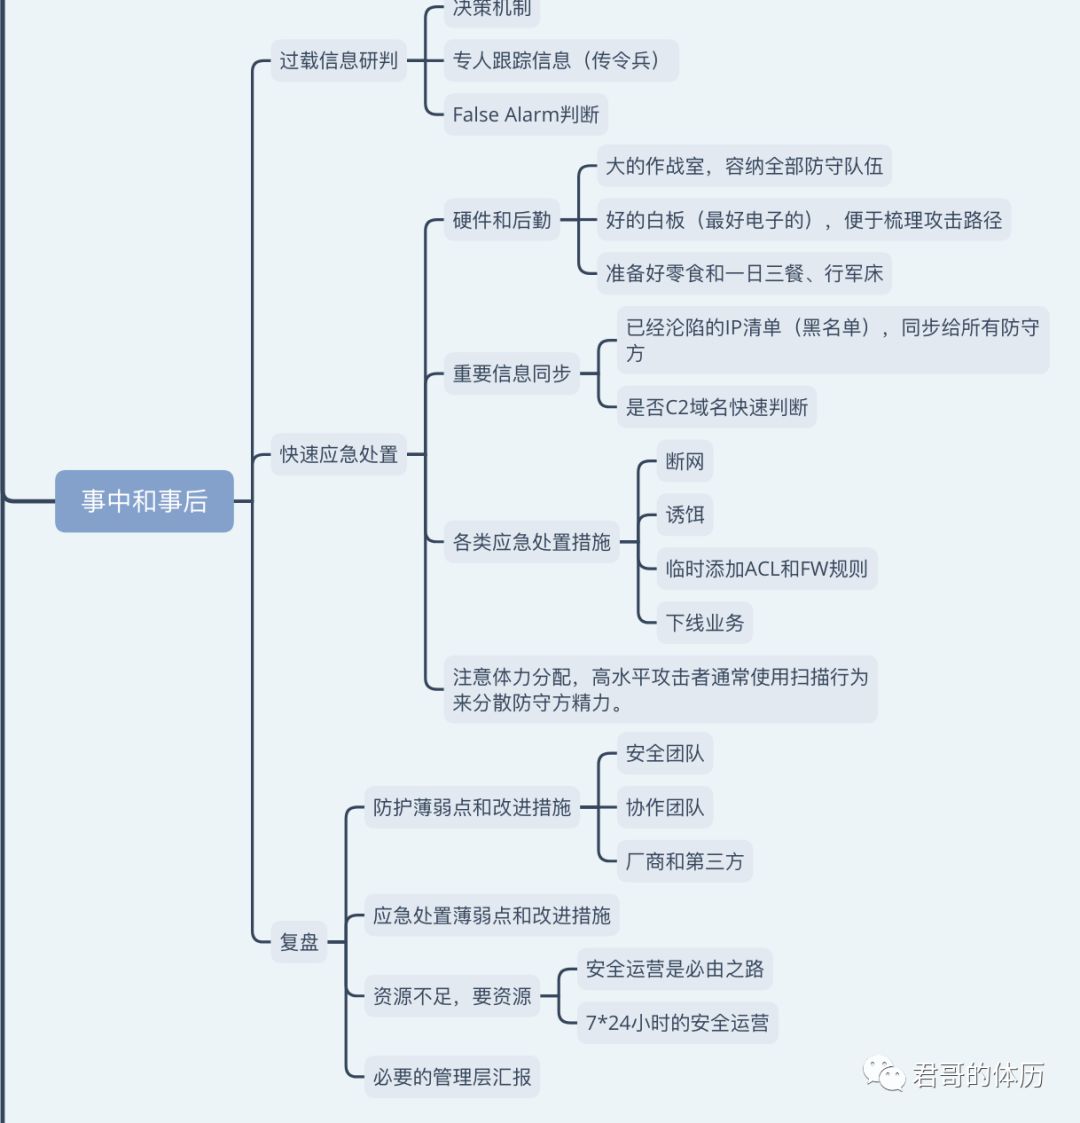 决策机制
过载信息研判
专人跟踪信息（传令兵）
False Alarm判断
大的作战室，容纳全部防守队伍
硬件和后勤
好的白板（最好电子的），便于梳理攻击路径
准备好零食和一日三餐、行军床
已经沦陷的IP清单（黑名单），同步给所有防守
方
重要信息同步
是否C2域名快速判断
快速应急处置
断网
诱饵
各类应急处置措施
临时添加ACL和FW规则
下线业务
注意体力分配，高水平攻击者通常使用扫描行为
来分散防守方精力。
事中和事后
安全团队
防护薄弱点和改进措施
协作团队
厂商和第三方
应急处置薄弱点和改进措施
复盘
安全运营是必由之路
资源不足，要资源
7*24小时的安全运营
必要的管理层汇报
君哥的体历